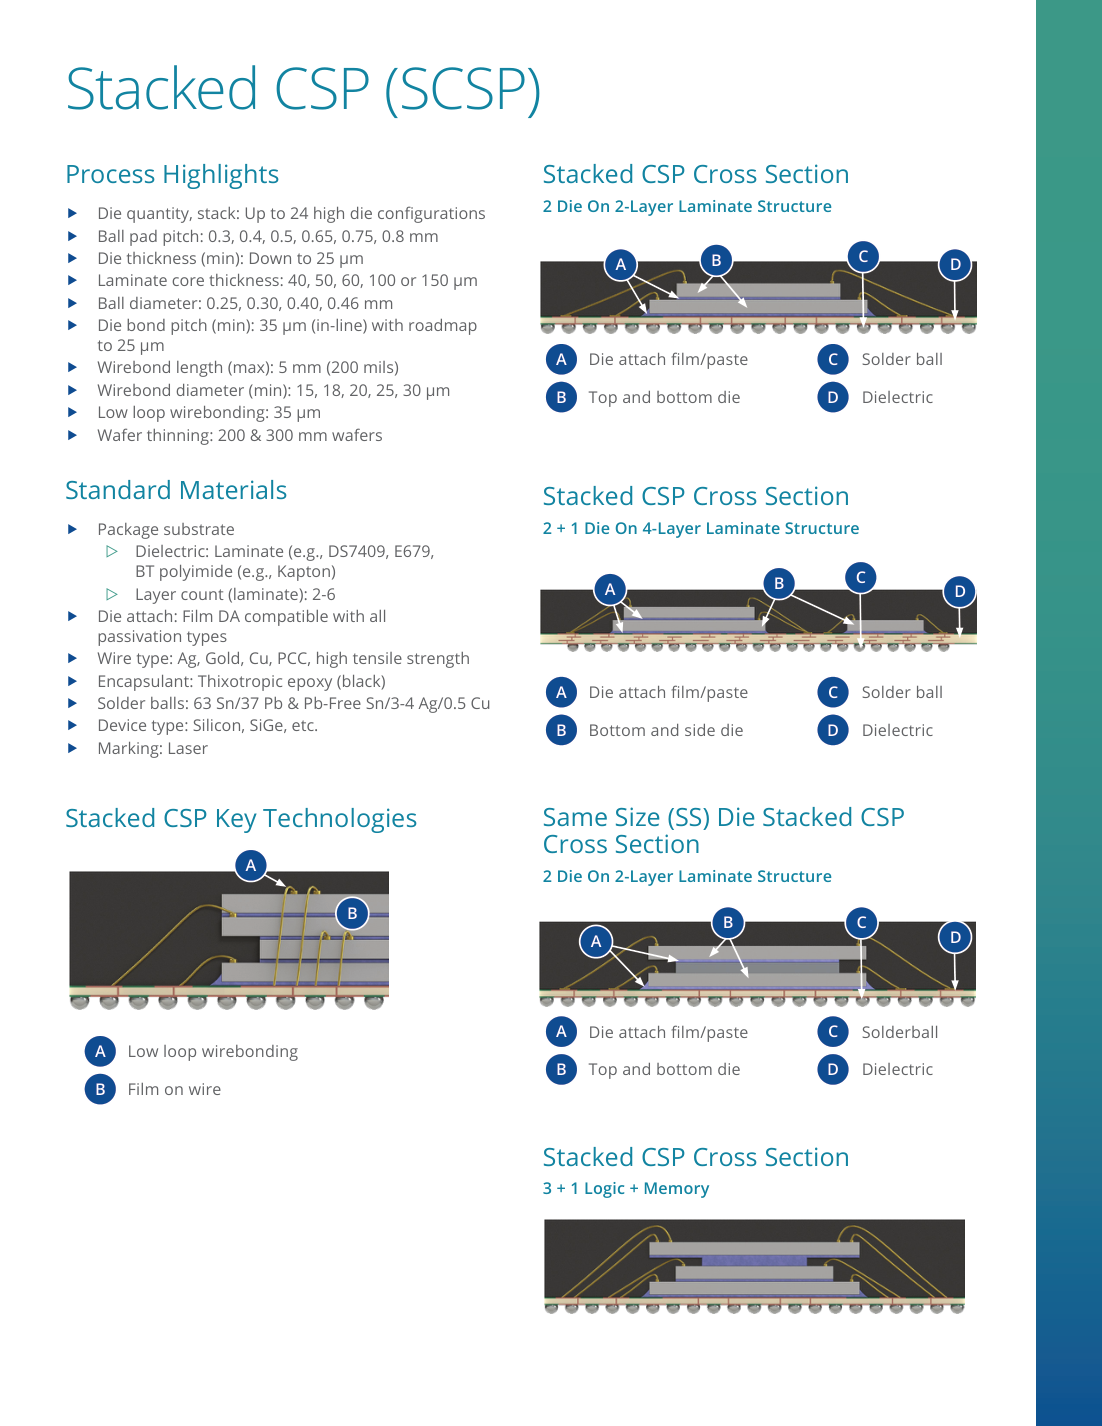 Stacked CSP (SCSP)
Process Highlights
Die quantity, stack: Up to 24 high die configurations
Ball pad pitch: 0.3, 0.4, 0.5, 0.65, 0.75, 0.8 mm
Die thickness (min): Down to 25 µm
Laminate core thickness: 40, 50, 60, 100 or 150 µm
Ball diameter: 0.25, 0.30, 0.40, 0.46 mm
Die bond pitch (min): 35 µm (in-line) with roadmap
to 25 µm
Wirebond length (max): 5 mm (200 mils)
Wirebond diameter (min): 15, 18, 20, 25, 30 µm
Low loop wirebonding: 35 µm
Wafer thinning: 200 & 300 mm wafers
Standard Materials
Package substrate
Dielectric: Laminate (e.g., DS7409, E679,
BT polyimide (e.g., Kapton)
Layer count (laminate): 2-6
Die attach: Film DA compatible with all
passivation types
Wire type: Ag, Gold, Cu, PCC, high tensile strength
Encapsulant: Thixotropic epoxy (black)
Solder balls: 63 Sn/37 Pb & Pb-Free Sn/3-4 Ag/0.5 Cu
Device type: Silicon, SiGe, etc.
Marking: Laser
Stacked CSP Key Technologies
A
B
A Low loop wirebonding
B Film on wire
Stacked CSP Cross Section
2 Die On 2-Layer Laminate Structure
A B C D
A Die attach film/paste C Solder ball
B Top and bottom die D Dielectric
Stacked CSP Cross Section
2 + 1 Die On 4-Layer Laminate Structure
A B C D
A Die attach film/paste C Solder ball
B Bottom and side die D Dielectric
Same Size (SS) Die Stacked CSP
Cross Section
2 Die On 2-Layer Laminate Structure
A B C D
A Die attach film/paste C Solderball
B Top and bottom die D Dielectric
Stacked CSP Cross Section
3 + 1 Logic + Memory